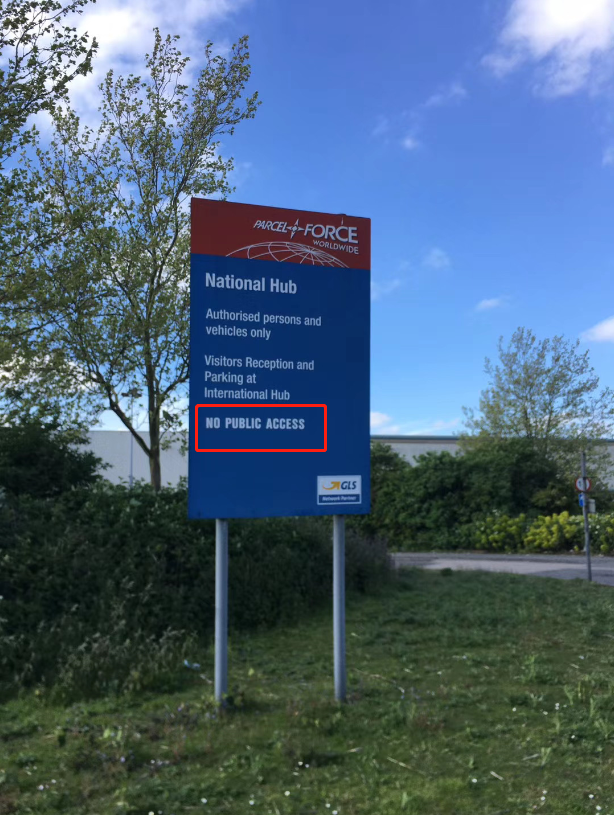 PARCEL FORCE
WORLDWIDE
National Hub
Authorised persons and
vehicles only
Visitors Reception and
Parking at
International Hub
NO PUBLIC ACCESS
GLS
Network Partner